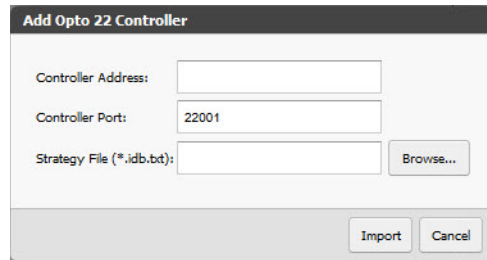 Add Opto 22 Controller
Controller Address:
Controller Port: 22001
Strategy File (*.idb.txt): Browse...
Import Cancel